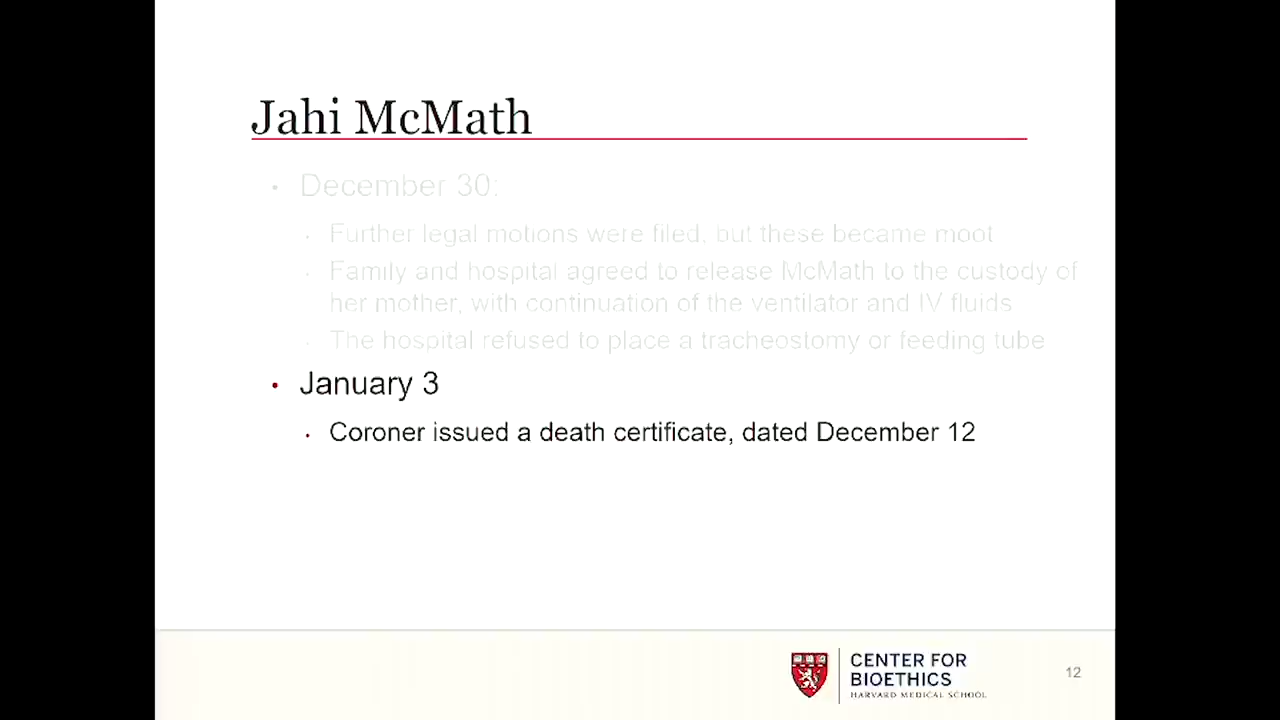 Jahi McMath
• December 30:
• Further legal motions were filed, but these became moot
• Family and hospital agreed to release McMath to the custody of
her mother, with continuation of the ventilator and IV fluids
• The hospital refused to place a tracheostomy or feeding tube
• January 3
• Coroner issued a death certificate, dated December 12
CENTER FOR
BIOETHICS
HARVARD MEDICAL SCHOOL
12